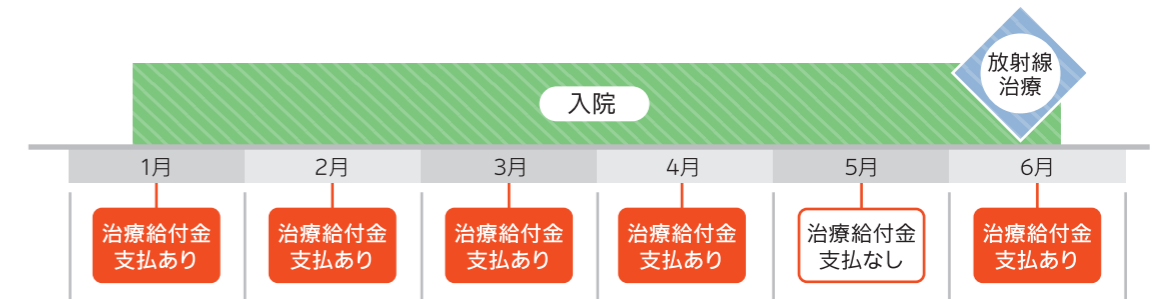 放射線
治療
入院
1月
2月
3月
4月
5月
6月
治療給付金
支払あり
治療給付金
支払あり
治療給付金
支払あり
治療給付金
支払あり
治療給付金
支払なし
治療給付金
支払あり